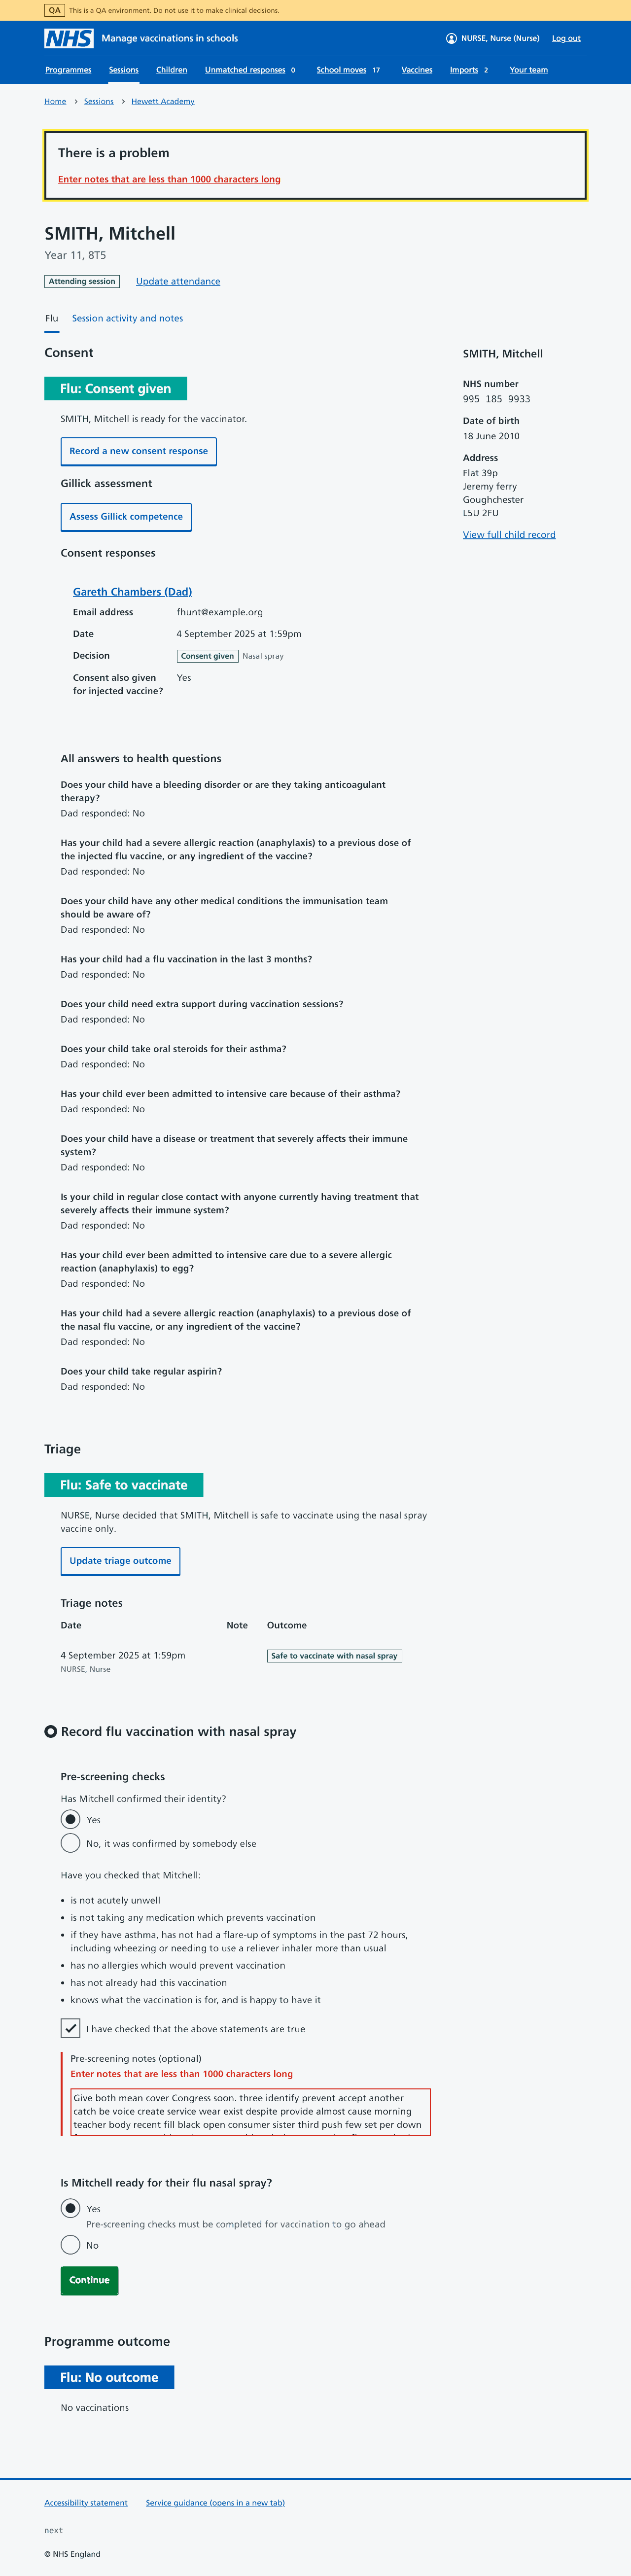 QA This is a QA environment. Do not use it to make clinical decisions.
NHS Manage vaccinations in schools NURSE, Nurse (Nurse) Log out
Programmes Sessions Children Unmatched responses 0 School moves 17 Vaccines Imports 2 Your team
Home > Sessions > Hewett Academy
There is a problem
Enter notes that are less than 1000 characters long
SMITH, Mitchell
Year 11, 8T5
Attending session Update attendance
Flu Session activity and notes
Consent
Flu: Consent given
SMITH, Mitchell is ready for the vaccinator.
Record a new consent response
Gillick assessment
Assess Gillick competence
Consent responses
Gareth Chambers (Dad)
Email address fhunt@example.org
Date 4 September 2025 at 1:59pm
Decision Consent given Nasal spray
Consent also given Yes
for injected vaccine?
All answers to health questions
Does your child have a bleeding disorder or are they taking anticoagulant
therapy?
Dad responded: No
Has your child had a severe allergic reaction (anaphylaxis) to a previous dose of
the injected flu vaccine, or any ingredient of the vaccine?
Dad responded: No
Does your child have any other medical conditions the immunisation team
should be aware of?
Dad responded: No
Has your child had a flu vaccination in the last 3 months?
Dad responded: No
Does your child need extra support during vaccination sessions?
Dad responded: No
Does your child take oral steroids for their asthma?
Dad responded: No
Has your child ever been admitted to intensive care because of their asthma?
Dad responded: No
Does your child have a disease or treatment that severely affects their immune
system?
Dad responded: No
Is your child in regular close contact with anyone currently having treatment that
severely affects their immune system?
Dad responded: No
Has your child ever been admitted to intensive care due to a severe allergic
reaction (anaphylaxis) to egg?
Dad responded: No
Has your child had a severe allergic reaction (anaphylaxis) to a previous dose of
the nasal flu vaccine, or any ingredient of the vaccine?
Dad responded: No
Does your child take regular aspirin?
Dad responded: No
Triage
Flu: Safe to vaccinate
NURSE, Nurse decided that SMITH, Mitchell is safe to vaccinate using the nasal spray
vaccine only.
Update triage outcome
Triage notes
Date Note Outcome
4 September 2025 at 1:59pm Safe to vaccinate with nasal spray
NURSE, Nurse
Record flu vaccination with nasal spray
Pre-screening checks
Has Mitchell confirmed their identity?
Yes
No, it was confirmed by somebody else
Have you checked that Mitchell:
• is not acutely unwell
• is not taking any medication which prevents vaccination
• if they have asthma, has not had a flare-up of symptoms in the past 72 hours,
including wheezing or needing to use a reliever inhaler more than usual
• has no allergies which would prevent vaccination
• has not already had this vaccination
• knows what the vaccination is for, and is happy to have it
I have checked that the above statements are true
Pre-screening notes (optional)
Enter notes that are less than 1000 characters long
Give both mean cover Congress soon. three identify prevent accept another
catch be voice create service wear exist despite provide almost cause morning
teacher body recent fill black open consumer sister third push few set per down
Is Mitchell ready for their flu nasal spray?
Yes
Pre-screening checks must be completed for vaccination to go ahead
No
Continue
Programme outcome
Flu: No outcome
No vaccinations
SMITH, Mitchell
NHS number
995 185 9933
Date of birth
18 June 2010
Address
Flat 39p
Jeremy ferry
Goughchester
L5U 2FU
View full child record
Accessibility statement Service guidance (opens in a new tab)
next
© NHS England